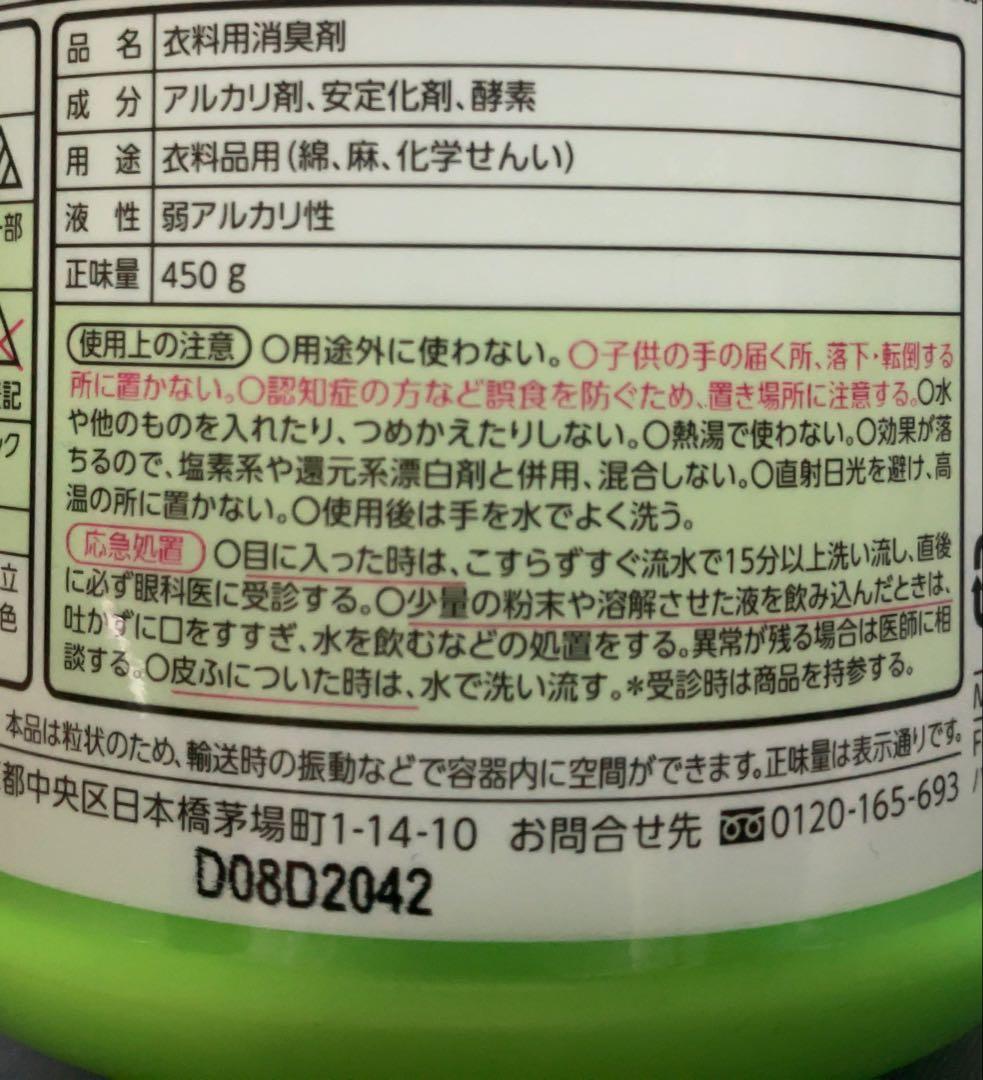 品名 衣料用消臭剤
成分 アルカリ剤、安定化剤、酵素
用途 衣料品用(綿、麻、化学せんい)
液性 弱アルカリ性
正味量 450 g
使用上の注意 ○用途外に使わない。○子供の手の届く所、落下・転倒する
所に置かない。○認知症の方など誤食を防ぐため、置き場所に注意する。○水
や他のものを入れたり、つめかえたりしない。○熱湯で使わない。○効果が落
ちるので、塩素系や還元系漂白剤と併用、混合しない。○直射日光を避け、高
温の所に置かない。○使用後は手を水でよく洗う。
応急処置 ○目に入った時は、こすらずすぐ流水で15分以上洗い流し、直後
に必ず眼科医に受診する。○少量の粉末や溶解させた液を飲み込んだときは、
吐かずに口をすすぎ、水を飲むなどの処置をする。異常が残る場合は医師に相
談する。○皮ふについた時は、水で洗い流す。*受診時は商品を持参する。
本品は粒状のため、輸送時の振動などで容器内に空間ができます。正味量は表示通りです。
都中央区日本橋茅場町1-14-10 お問合せ先 0120-165-693
D08D2042
部
記
ック
立
色